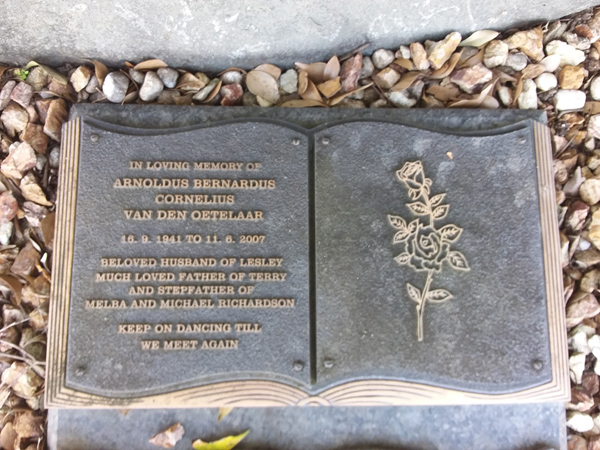 IN LOVING MEMORY OF
ARNOLDUS BERNARDUS
CORNELIUS
VAN DEN OETELAAR
16. 9. 1941 TO 11. 6. 2007
BELOVED HUSBAND OF LESLEY
MUCH LOVED FATHER OF TERRY
AND STEPFATHER OF
MELBA AND MICHAEL RICHARDSON
KEEP ON DANCING TILL
WE MEET AGAIN